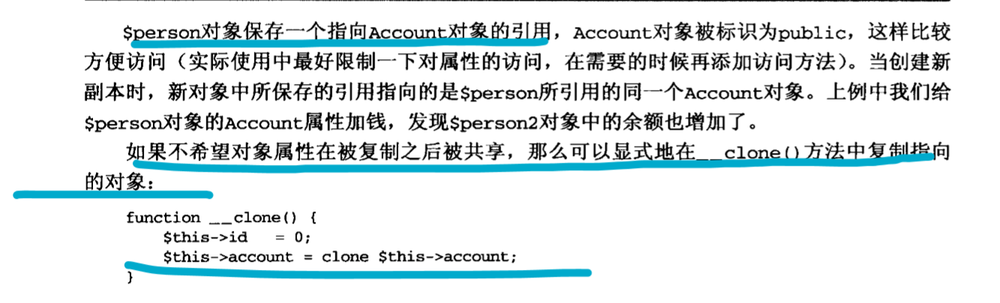 $person对象保存一个指向Account对象的引用，Account对象被标识为public，这样比较
方便访问（实际使用中最好限制一下对属性的访问，在需要的时候再添加访问方法）。当创建新
副本时，新对象中所保存的引用指向的是$person所引用的同一个Account对象。上例中我们给
$person对象的Account属性加钱，发现$person2对象中的余额也增加了。
如果不希望对象属性在被复制之后被共享，那么可以显式地在__clone()方法中复制指向
的对象：
function __clone() {
$this->id = 0;
$this->account = clone $this->account;
}